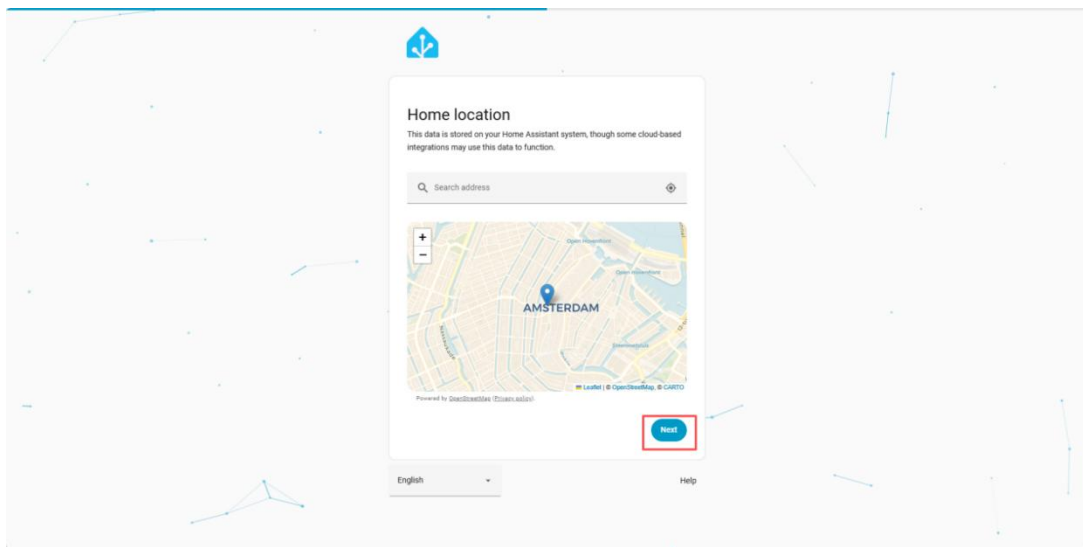 Home location
This data is stored on your Home Assistant system, though some cloud-based
integrations may use this data to function.
Search address
+
−
AMSTERDAM
Leaflet | © OpenStreetMap, © CARTO
Powered by OpenStreetMap (Privacy policy)
Next
English
Help